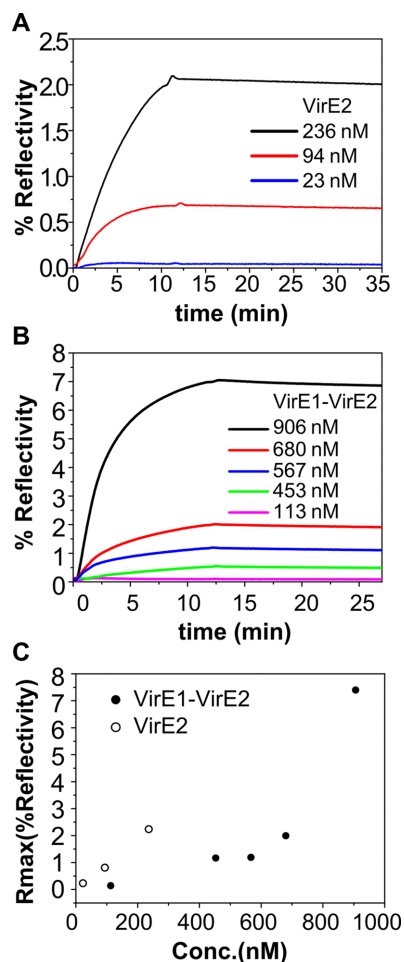 A
% Reflectivity
2.5
2.0
1.5
1.0
0.5
0.0
VirE2
236 nM
94 nM
23 nM
0 5 10 15 20 25 30 35
time (min)
B
% Reflectivity
8
7
6
5
4
3
2
1
0
VirE1-VirE2
906 nM
680 nM
567 nM
453 nM
113 nM
0 5 10 15 20 25
time (min)
C
Rmax(%Reflectivity)
8
7
6
5
4
3
2
1
0
VirE1-VirE2
VirE2
0 200 400 600 800 1000
Conc.(nM)